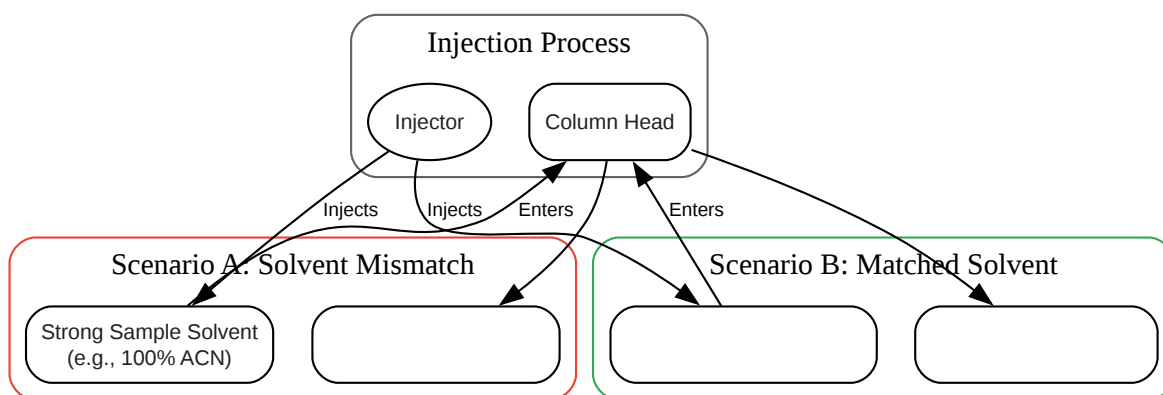 Injection Process
Injector
Column Head
Injects
Injects
Enters
Enters
Scenario A: Solvent Mismatch
Scenario B: Matched Solvent
Strong Sample Solvent
(e.g., 100% ACN)